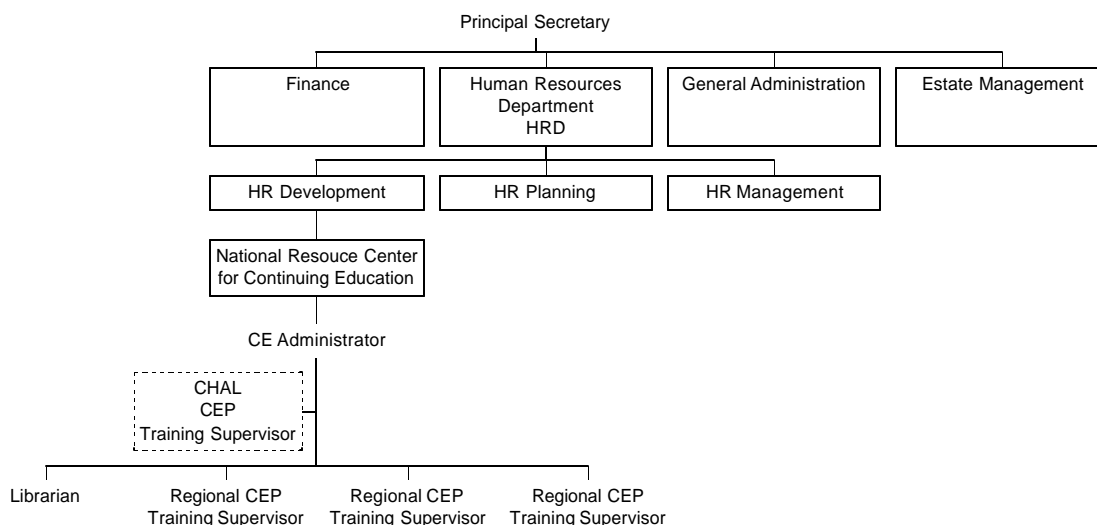 Principal Secretary
Finance
Human Resources
Department
HRD
General Administration
Estate Management
HR Development
HR Planning
HR Management
National Resouce Center
for Continuing Education
CE Administrator
CHAL
CEP
Training Supervisor
Librarian
Regional CEP
Training Supervisor
Regional CEP
Training Supervisor
Regional CEP
Training Supervisor